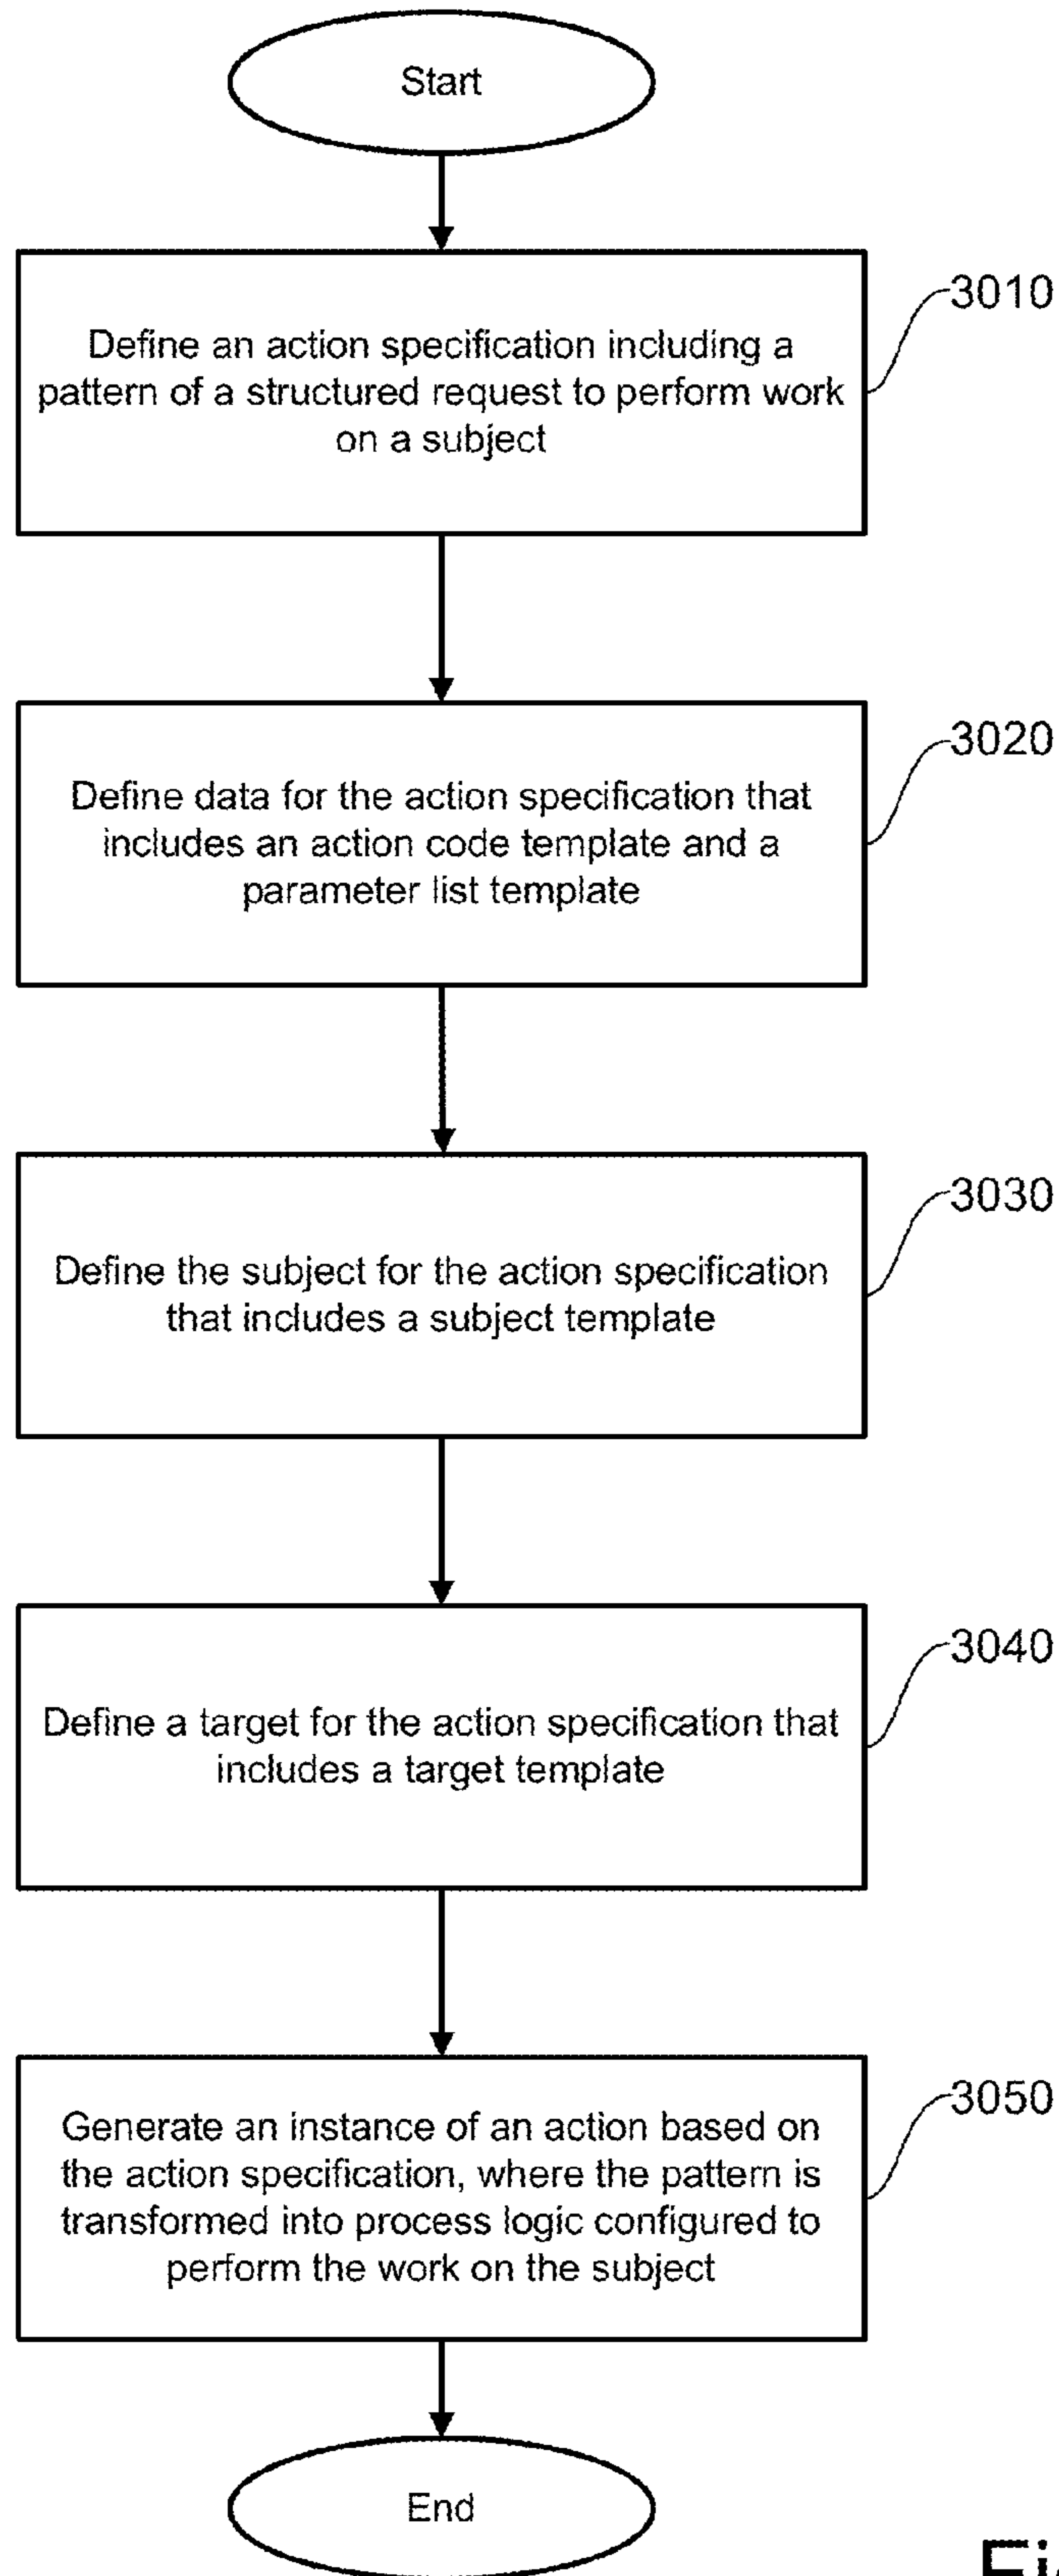 Start
Define an action specification including a
pattern of a structured request to perform work
on a subject
3010
Define data for the action specification that
includes an action code template and a
parameter list template
3020
Define the subject for the action specification
that includes a subject template
3030
Define a target for the action specification that
includes a target template
3040
Generate an instance of an action based on
the action specification, where the pattern is
transformed into process logic configured to
perform the work on the subject
3050
End